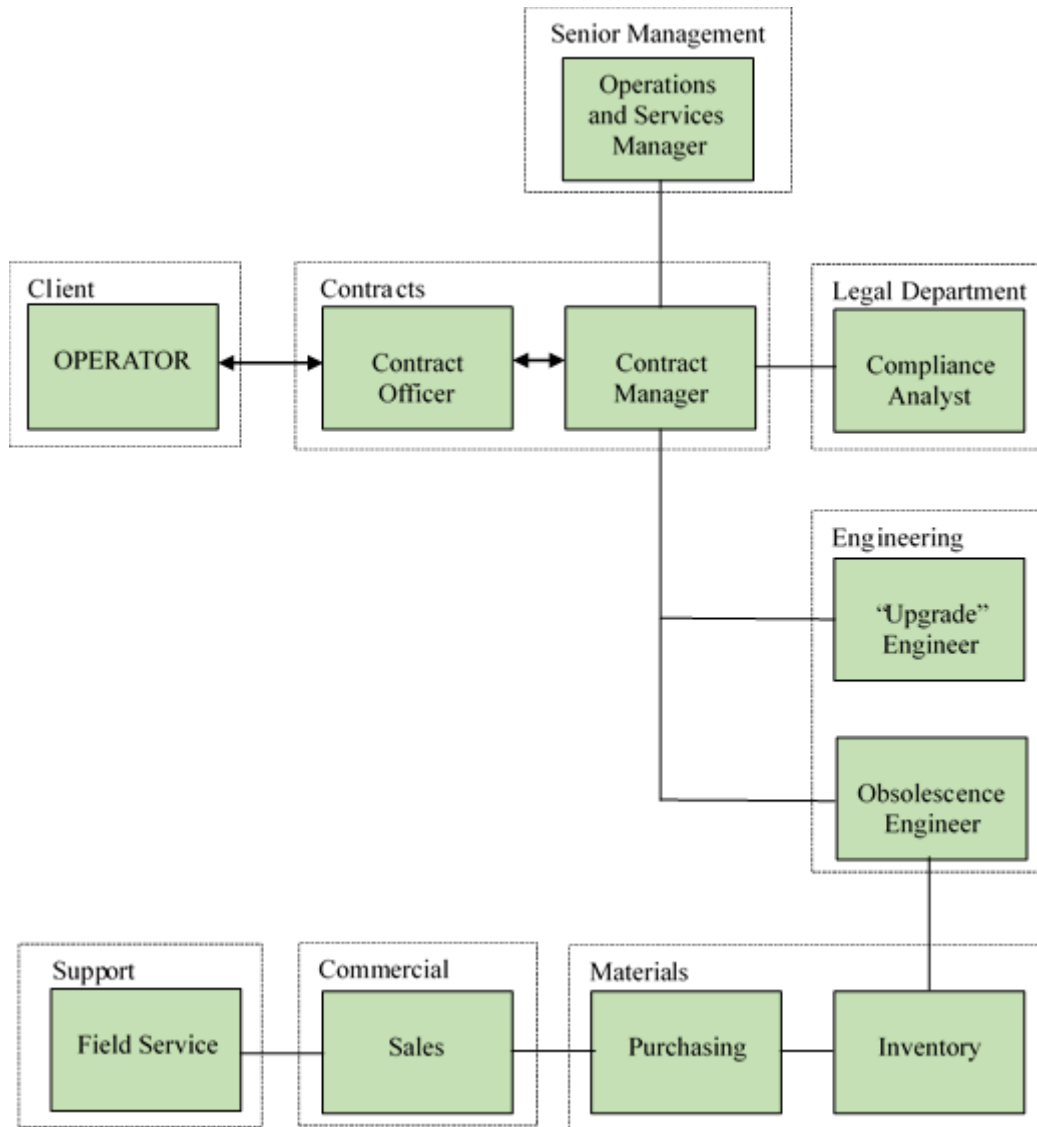 Senior Management
Operations
and Services
Manager
Client
OPERATOR
Contracts
Contract
Officer
Contract
Manager
Legal Department
Compliance
Analyst
Engineering
“Upgrade”
Engineer
Obsolescence
Engineer
Support
Field Service
Commercial
Sales
Materials
Purchasing
Inventory